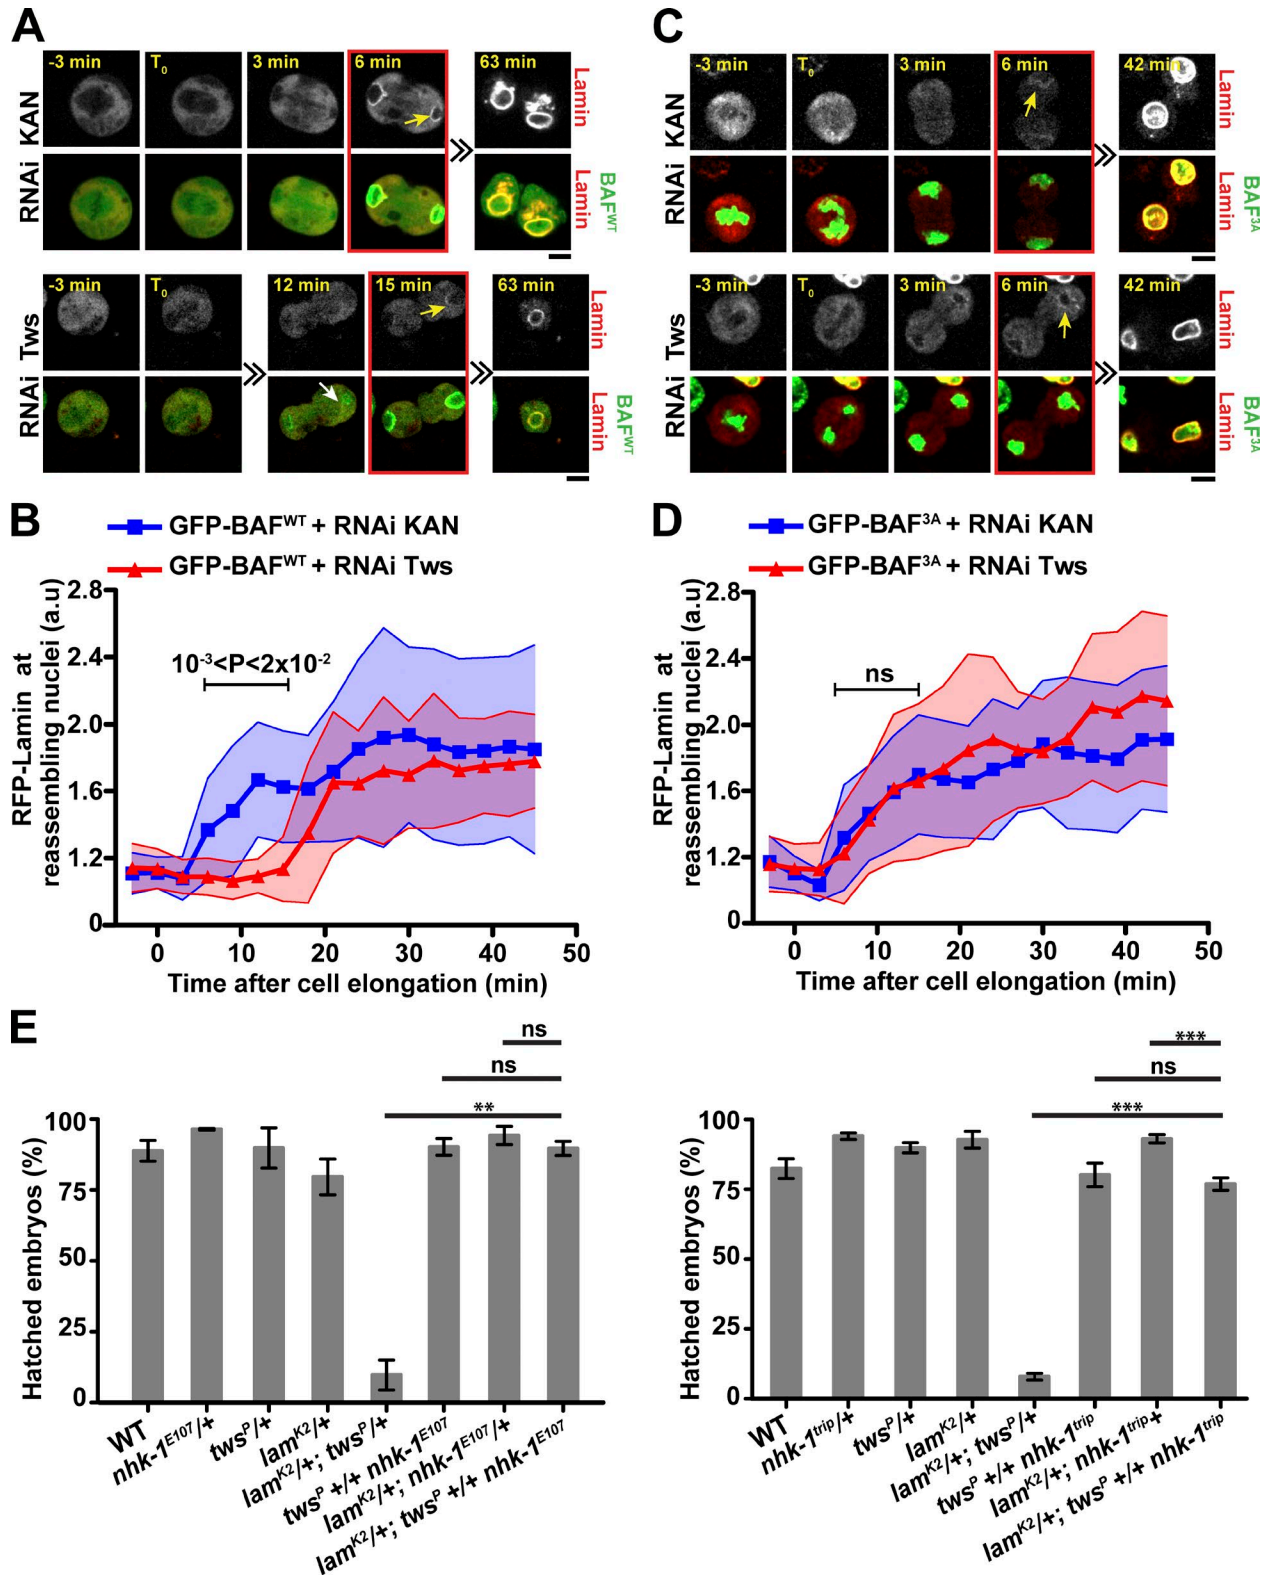 A
-3 min
T0
3 min
6 min
63 min
RNAi KAN
Lamin
Lamin BAFWT
-3 min
T0
12 min
15 min
63 min
RNAi Tws
Lamin
Lamin BAFWT
C
-3 min
T0
3 min
6 min
42 min
RNAi KAN
Lamin
Lamin BAF3A
-3 min
T0
3 min
6 min
42 min
RNAi Tws
Lamin
Lamin BAF3A
B
GFP-BAFWT + RNAi KAN
GFP-BAFWT + RNAi Tws
RFP-Lamin at
reassembling nuclei (a.u)
2.8
2.4
2.0
1.6
1.2
0
10-3<P<2x10-2
0 10 20 30 40 50
Time after cell elongation (min)
D
GFP-BAF3A + RNAi KAN
GFP-BAF3A + RNAi Tws
RFP-Lamin at
reassembling nuclei (a.u)
2.8
2.4
2.0
1.6
1.2
0
ns
0 10 20 30 40 50
Time after cell elongation (min)
E
ns
ns
**
Hatched embryos (%)
100
75
50
25
0
WT
nhk-1E107/+
twsP/+
lamK2/+
lamK2/+; twsP/+
twsP +/+ nhk-1E107
lamK2/+; nhk-1E107/+
lamK2/+; twsP +/+ nhk-1E107
***
ns
***
Hatched embryos (%)
100
75
50
25
0
WT
nhk-1trip/+
twsP/+
lamK2/+
lamK2/+; twsP/+
twsP +/+ nhk-1trip
lamK2/+; nhk-1trip/+
lamK2/+; twsP +/+ nhk-1trip